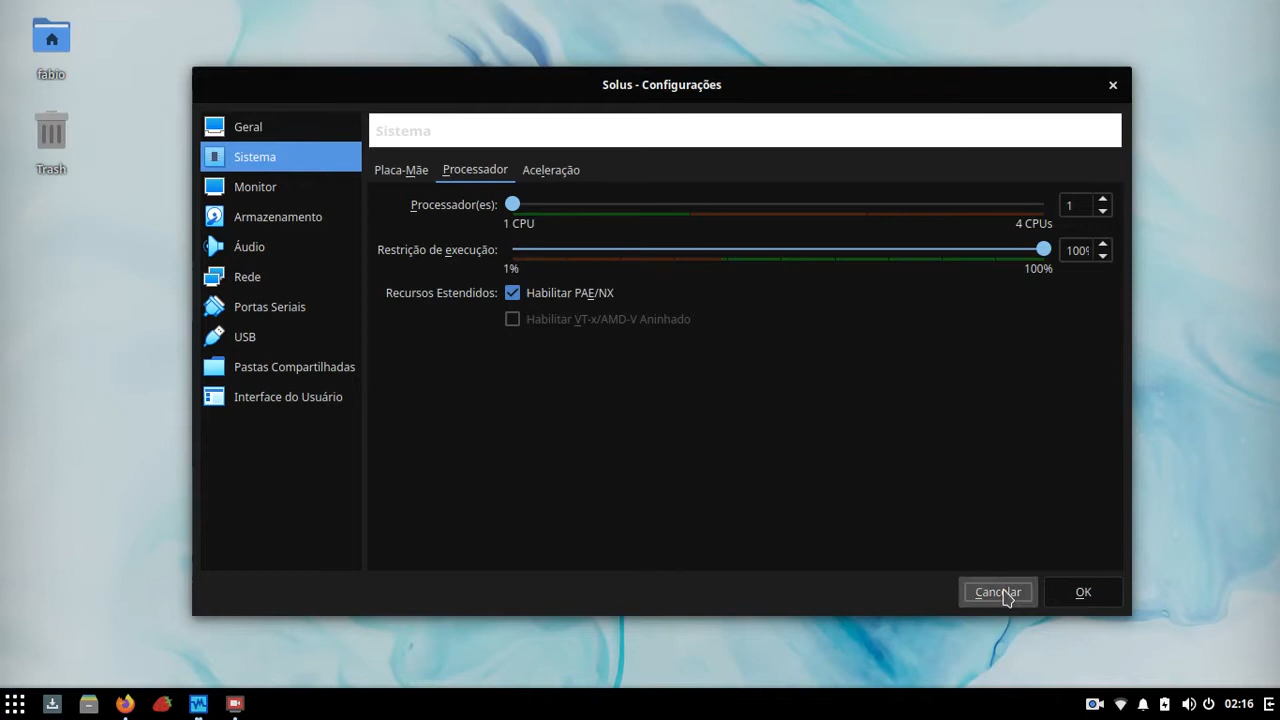 fabio
Trash
Solus - Configurações
Geral
Sistema
Monitor
Armazenamento
Áudio
Rede
Portas Seriais
USB
Pastas Compartilhadas
Interface do Usuário
Sistema
Placa-Mãe Processador Aceleração
Processador(es): 1
1 CPU 4 CPUs
Restrição de execução: 100%
1% 100%
Recursos Estendidos: Habilitar PAE/NX
Habilitar VT-x/AMD-V Aninhado
Cancelar OK
02:16